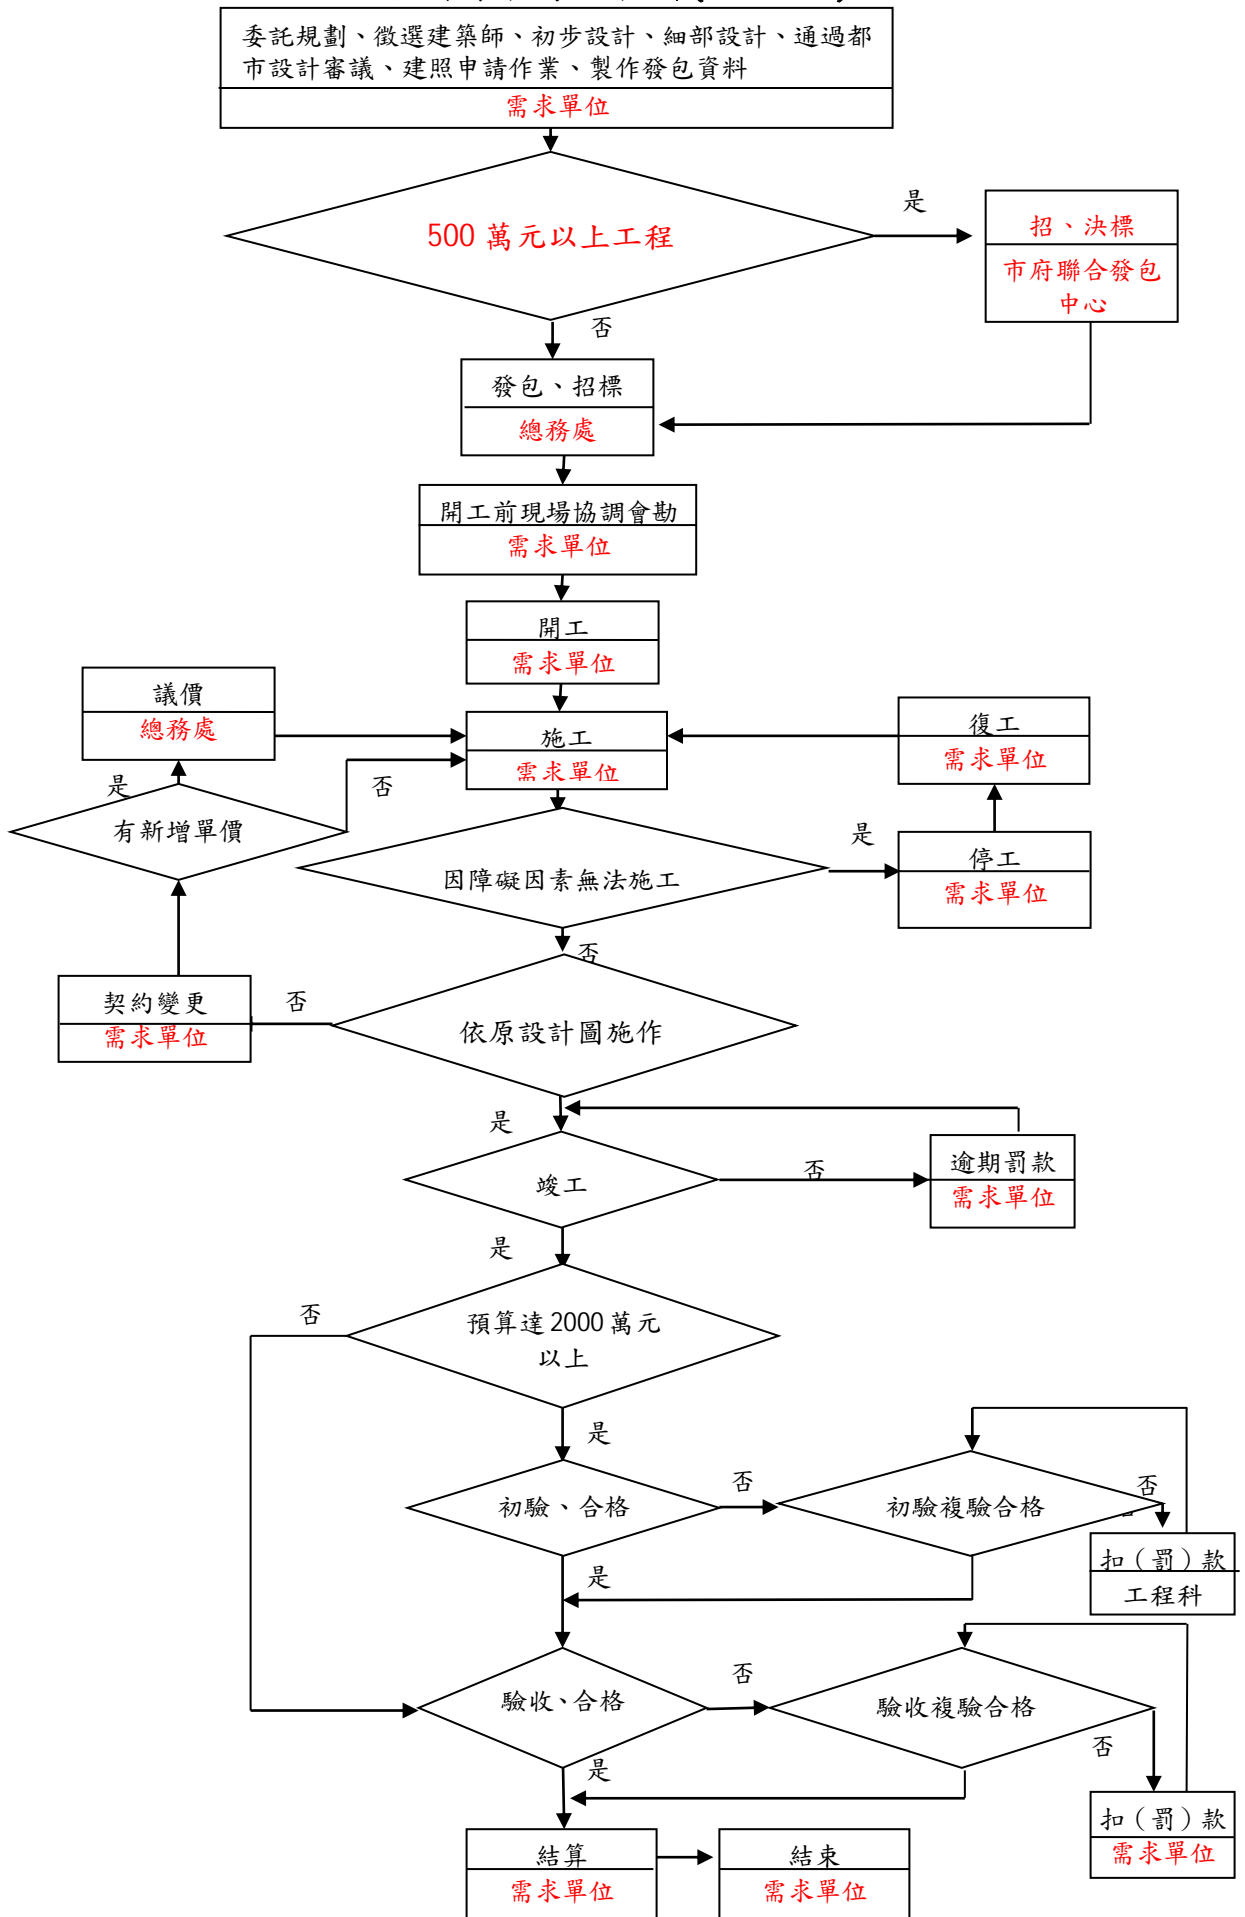 委託規劃、徵選建築師、初步設計、細部設計、通過都
市設計審議、建照申請作業、製作發包資料
需求單位
500 萬元以上工程
是
招、決標
市府聯合發包
中心
否
發包、招標
總務處
開工前現場協調會勘
需求單位
開工
需求單位
議價
總務處
施工
需求單位
復工
需求單位
是
否
有新增單價
因障礙因素無法施工
是
停工
需求單位
否
契約變更
需求單位
否
依原設計圖施作
是
竣工
否
逾期罰款
需求單位
是
否
預算達 2000 萬元
以上
是
初驗、合格
否
初驗複驗合格
否
扣（罰）款
工程科
是
驗收、合格
否
驗收複驗合格
否
扣（罰）款
需求單位
是
結算
需求單位
結束
需求單位